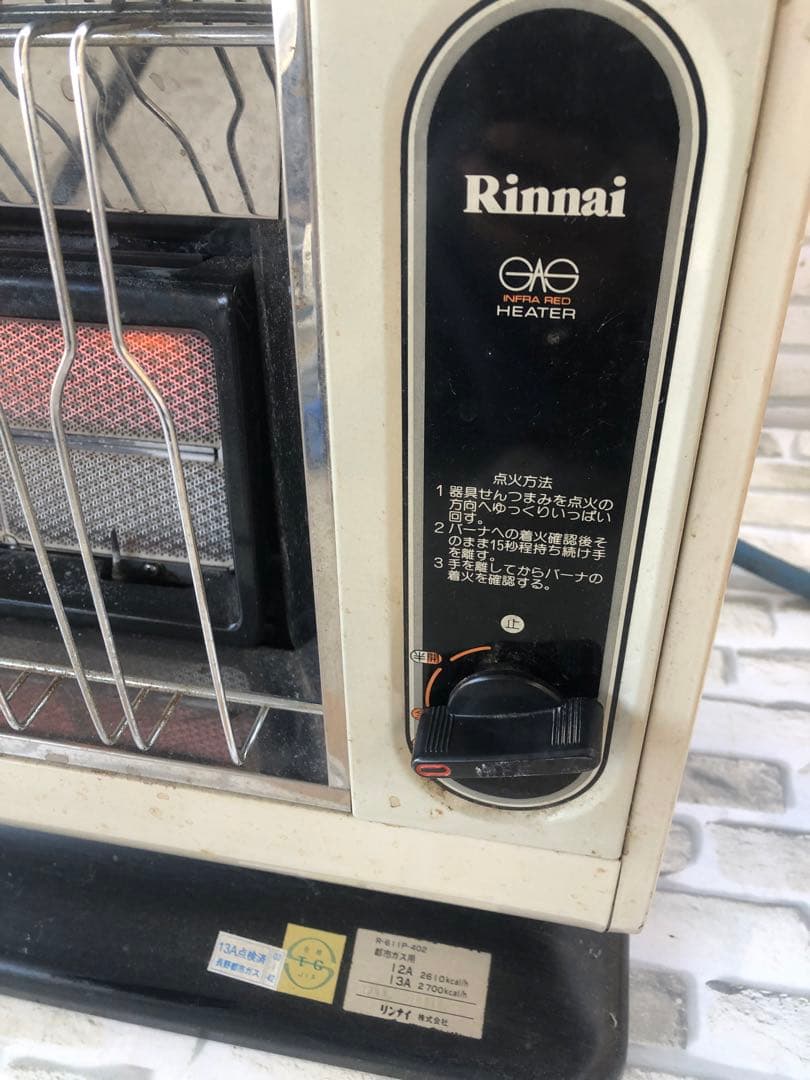 Rinnai
GAS
INFRA RED
HEATER
点火方法
1 器具せんつまみを点火の
方向へゆっくりいっぱい
回す。
2 バーナへの着火確認後そ
のまま15秒程持ち続け手
を離す。
3 手を離してからバーナの
着火を確認する。
止
13A点検済
長野都市ガス
TG
JIA
R-611P-402
都市ガス用
12A 2610kcal/h
13A 2700kcal/h
リンナイ 株式会社